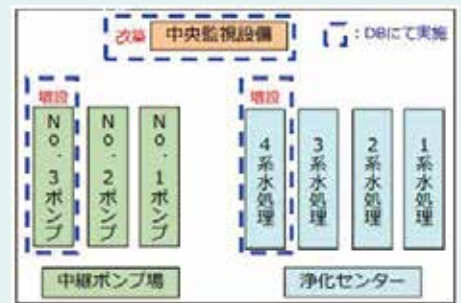 改築 中央監視設備
：DBにて実施
増設
No.3ポンプ
No.2ポンプ
No.1ポンプ
中継ポンプ場
増設
4系水処理
3系水処理
2系水処理
1系水処理
浄化センター